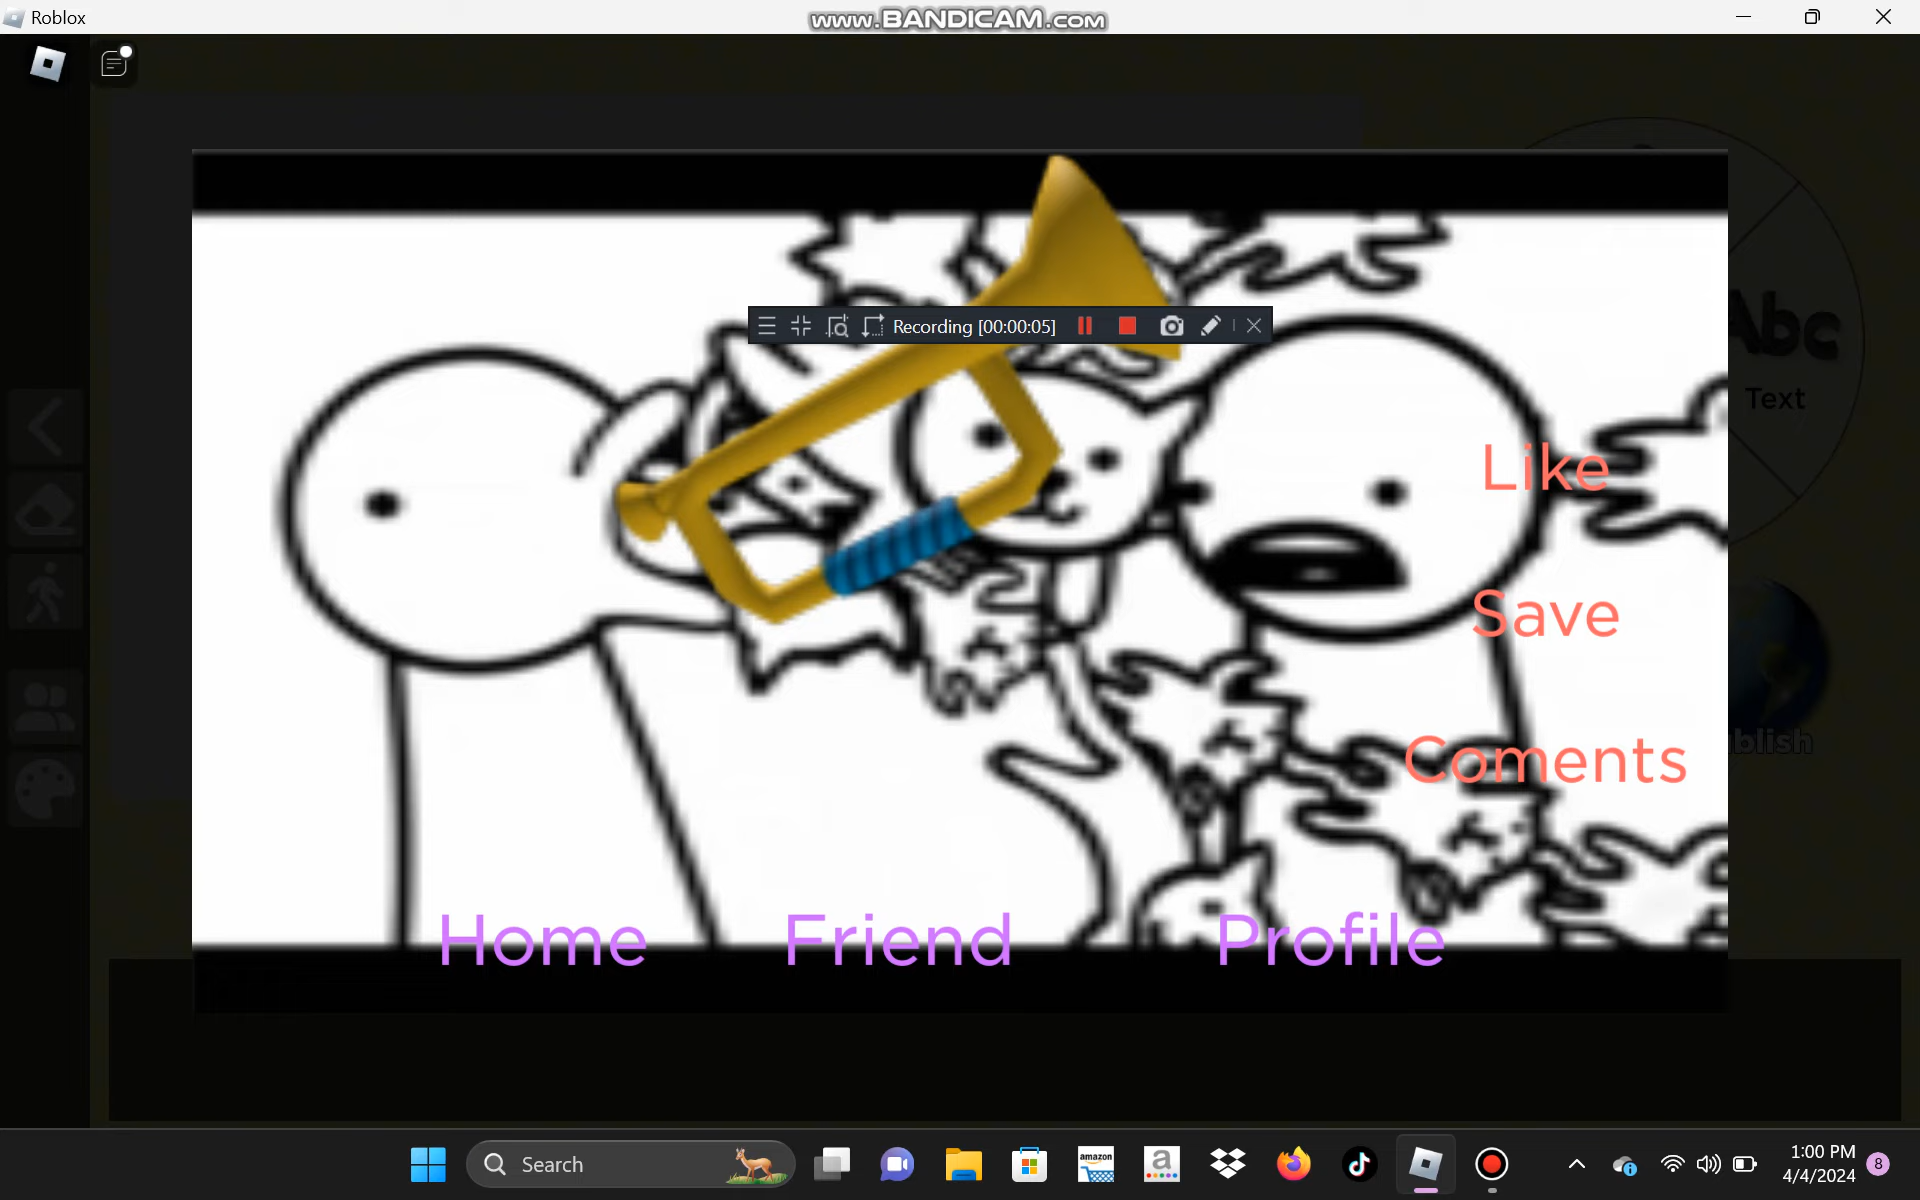 Roblox
www.BANDICAM.com
Recording [00:00:05]
Abc
Text
Like
Save
Coments
blish
Home
Friend
Profile
Search
amazon
a
1:00 PM
4/4/2024
8